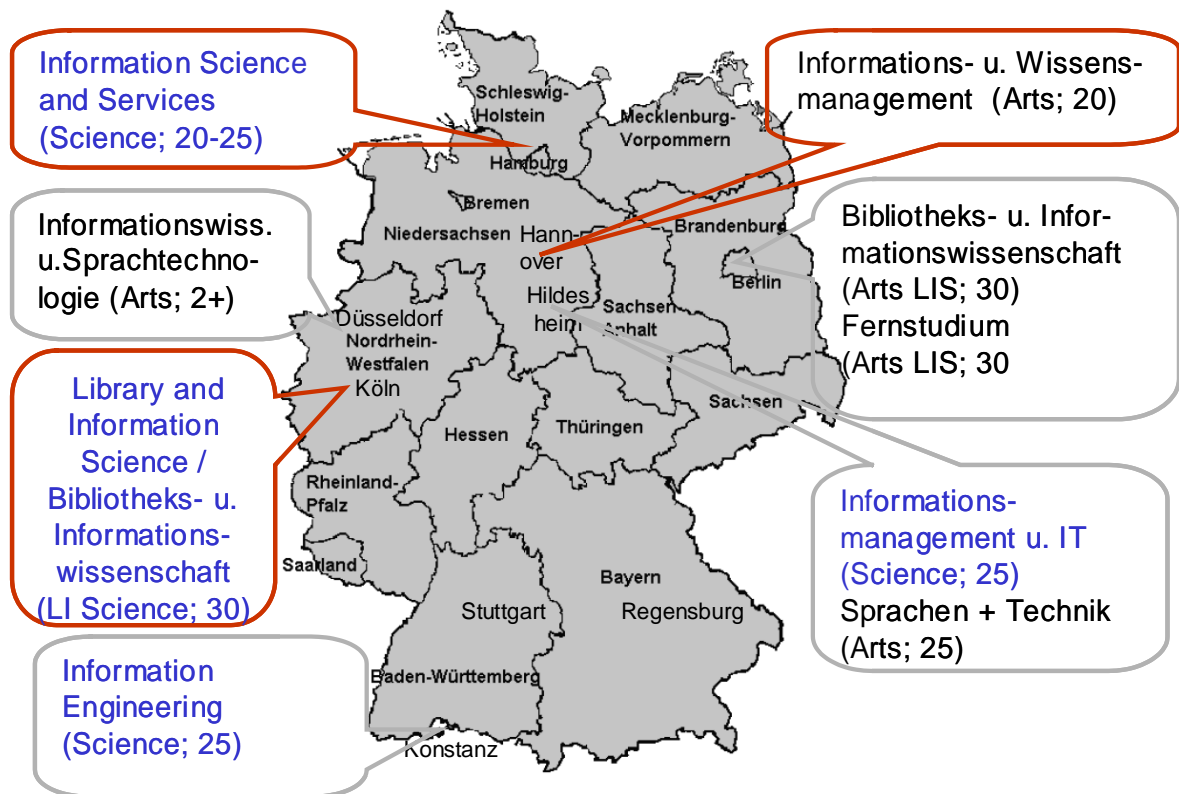 Information Science
and Services
(Science; 20-25)
Informations- u. Wissens-
management (Arts; 20)
Schleswig-
Holstein
Mecklenburg-
Vorpommern
Hamburg
Bremen
Niedersachsen
Hann-
over
Brandenburg
Berlin
Informationswiss.
u.Sprachtechno-
logie (Arts; 2+)
Bibliotheks- u. Infor-
mationswissenschaft
(Arts LIS; 30)
Fernstudium
(Arts LIS; 30
Hildes
heim
Sachsen
Anhalt
Düsseldorf
Nordrhein-
Westfalen
Köln
Library and
Information
Science /
Bibliotheks- u.
Informations-
wissenschaft
(LI Science; 30)
Hessen
Thüringen
Sachsen
Rheinland-
Pfalz
Saarland
Informations-
management u. IT
(Science; 25)
Sprachen + Technik
(Arts; 25)
Bayern
Stuttgart
Regensburg
Baden-Württemberg
Konstanz
Information
Engineering
(Science; 25)